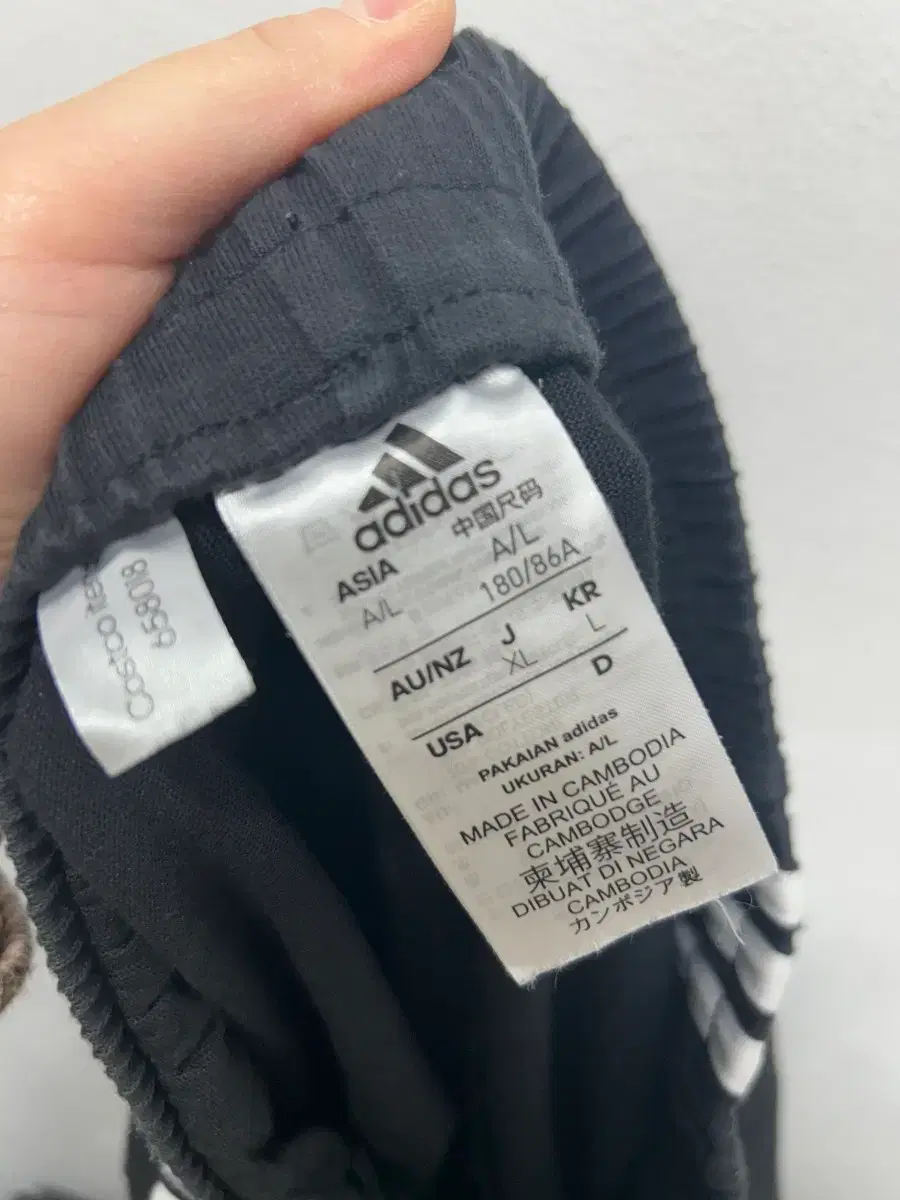 adidas
中国尺码
ASIA A/L
A/L 180/86A
AU/NZ J KR
XL L
USA D
PAKAIAN adidas
UKURAN: A/L
MADE IN CAMBODIA
FABRIQUÉ AU
CAMBODGE
柬埔寨制造
DIBUAT DI NEGARA
CAMBODIA
カンボジア製
Costco
658018